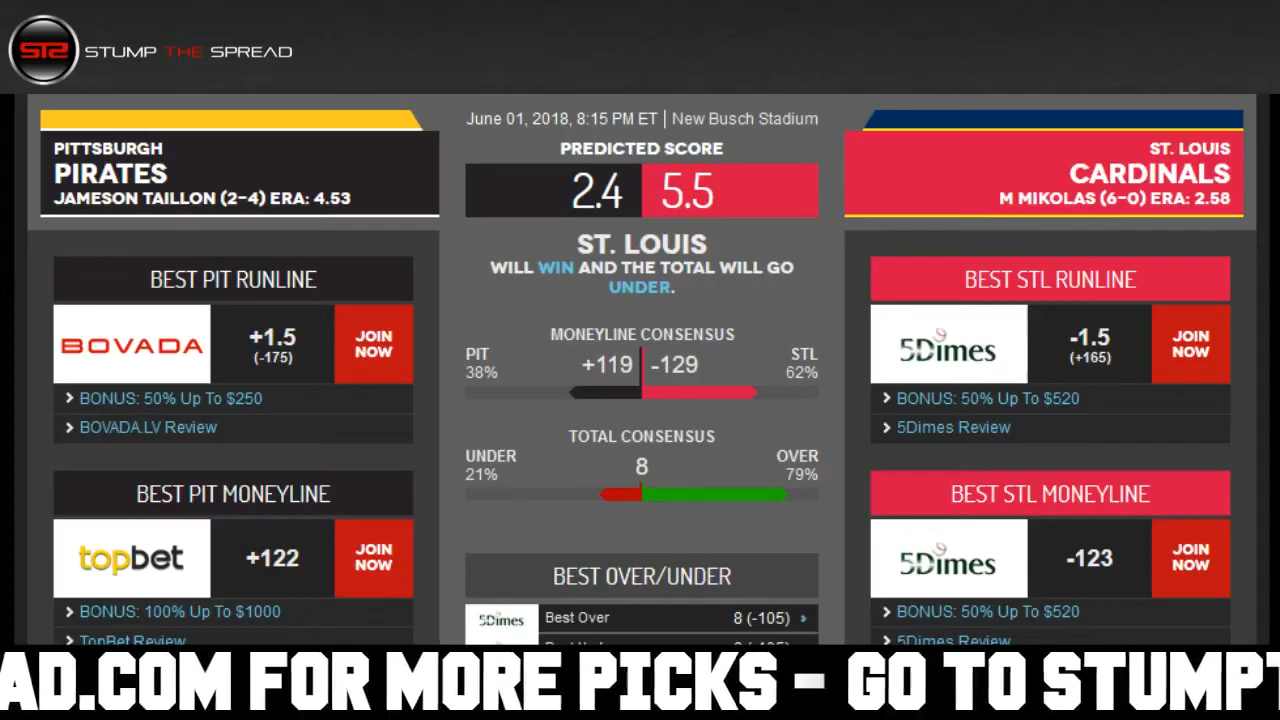 STS STUMP THE SPREAD
June 01, 2018, 8:15 PM ET | New Busch Stadium
PITTSBURGH
PIRATES
JAMESON TAILLON (2-4) ERA: 4.53
PREDICTED SCORE
2.4 5.5
ST. LOUIS
CARDINALS
M MIKOLAS (6-0) ERA: 2.58
ST. LOUIS
WILL WIN AND THE TOTAL WILL GO
UNDER.
BEST PIT RUNLINE
BOVADA
+1.5
(-175)
JOIN
NOW
BONUS: 50% Up To $250
BOVADA.LV Review
BEST PIT MONEYLINE
topbet
+122
JOIN
NOW
BONUS: 100% Up To $1000
TopBet Review
MONEYLINE CONSENSUS
PIT
38%
+119
-129
STL
62%
TOTAL CONSENSUS
UNDER
21%
8
OVER
79%
BEST OVER/UNDER
5Dimes
Best Over
8 (-105)
BEST STL RUNLINE
5Dimes
-1.5
(+165)
JOIN
NOW
BONUS: 50% Up To $520
5Dimes Review
BEST STL MONEYLINE
5Dimes
-123
JOIN
NOW
BONUS: 50% Up To $520
5Dimes Review
AD.COM FOR MORE PICKS - GO TO STUMPT